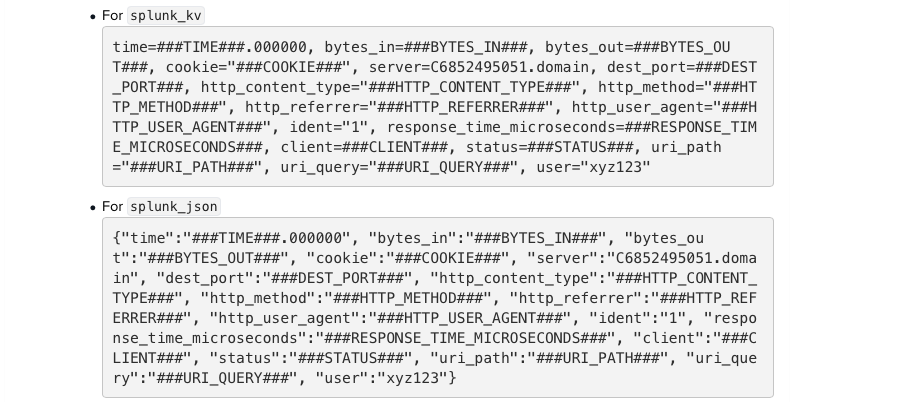 • For splunk_kv
time=###TIME###.000000, bytes_in=###BYTES_IN###, bytes_out=###BYTES_OU
T###, cookie="###COOKIE###", server=C6852495051.domain, dest_port=###DEST
_PORT###, http_content_type="###HTTP_CONTENT_TYPE###", http_method="###HT
TP_METHOD###", http_referrer="###HTTP_REFERRER###", http_user_agent="###H
TTP_USER_AGENT###", ident="1", response_time_microseconds=###RESPONSE_TIM
E_MICROSECONDS###, client=###CLIENT###, status=###STATUS###, uri_path
="###URI_PATH###", uri_query="###URI_QUERY###", user="xyz123"
• For splunk_json
{"time":"###TIME###.000000", "bytes_in":"###BYTES_IN###", "bytes_ou
t":"###BYTES_OUT###", "cookie":"###COOKIE###", "server":"C6852495051.doma
in", "dest_port":"###DEST_PORT###", "http_content_type":"###HTTP_CONTENT_
TYPE###", "http_method":"###HTTP_METHOD###", "http_referrer":"###HTTP_REF
ERRER###", "http_user_agent":"###HTTP_USER_AGENT###", "ident":"1", "respo
nse_time_microseconds":"###RESPONSE_TIME_MICROSECONDS###", "client":"###C
LIENT###", "status":"###STATUS###", "uri_path":"###URI_PATH###", "uri_que
ry":"###URI_QUERY###", "user":"xyz123"}